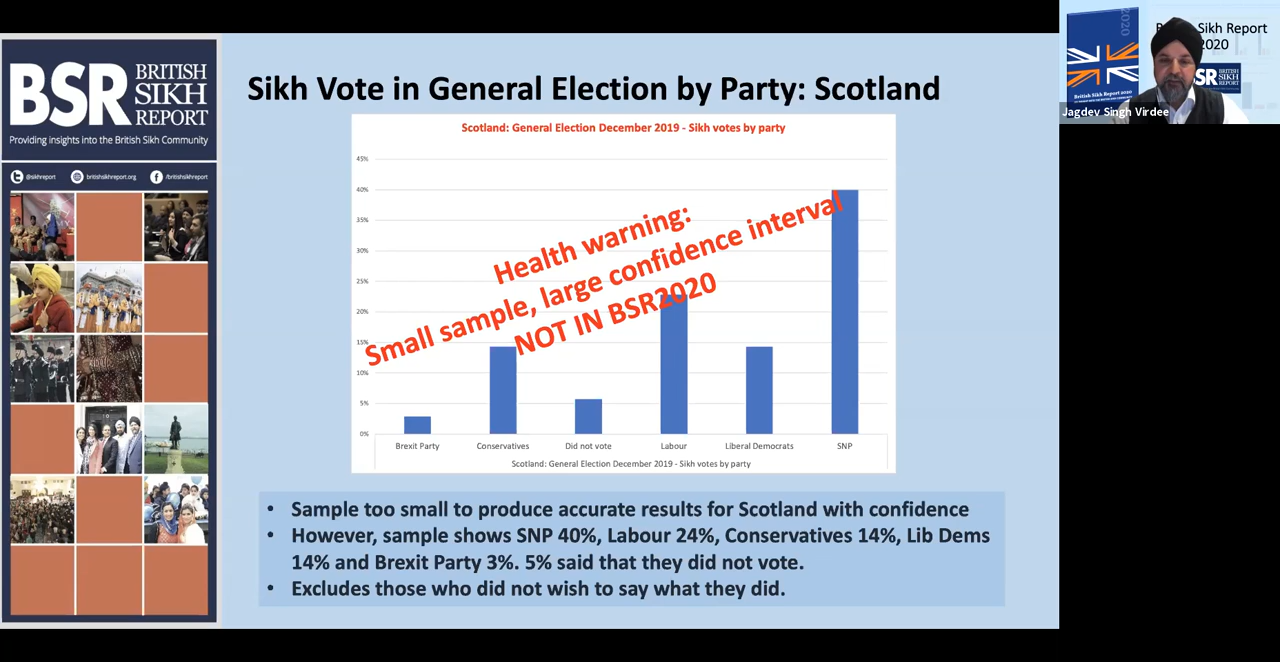 BSR BRITISH
SIKH
REPORT
Providing insights into the British Sikh Community
@sikhreport britishsikhreport.org /britishsikhreport
Sikh Vote in General Election by Party: Scotland
Scotland: General Election December 2019 - Sikh votes by party
45%
40%
35%
30%
25%
20%
15%
10%
5%
0%
Health warning:
Small sample, large confidence interval
NOT IN BSR2020
Brexit Party Conservatives Did not vote Labour Liberal Democrats SNP
Scotland: General Election December 2019 - Sikh votes by party
• Sample too small to produce accurate results for Scotland with confidence
• However, sample shows SNP 40%, Labour 24%, Conservatives 14%, Lib Dems
14% and Brexit Party 3%. 5% said that they did not vote.
• Excludes those who did not wish to say what they did.
2020
Sikh Report
2020
British Sikh Report 2020
Jagdev Singh Virdee